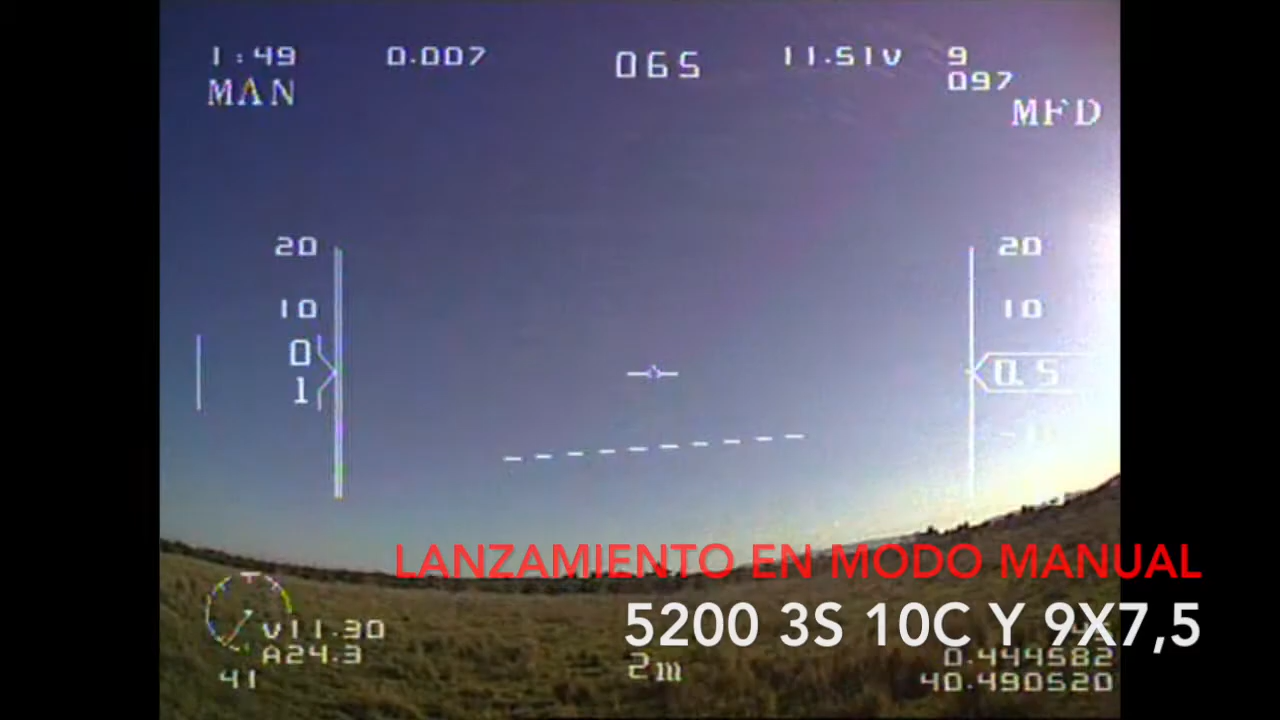 1:49 0.007 065 11.51V 9
097
MAN MFD
20 20
10 10
0 0.5
1
LANZAMIENTO EN MODO MANUAL
5200 3S 10C Y 9X7,5
V11.30
A24.3
41 2m 0.444582
40.490520